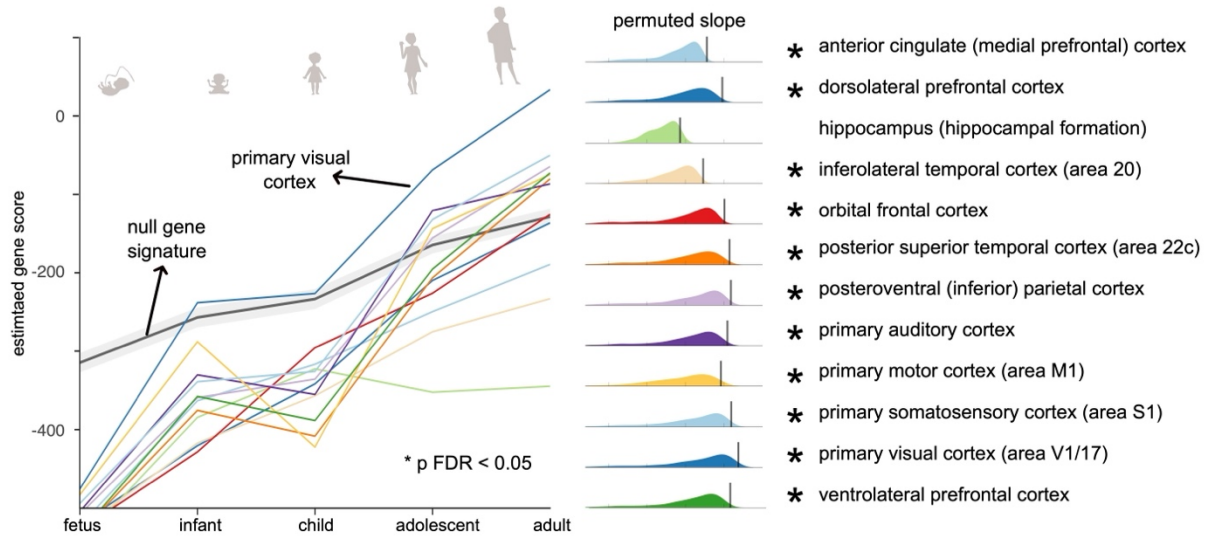 permuted slope
* anterior cingulate (medial prefrontal) cortex
* dorsolateral prefrontal cortex
hippocampus (hippocampal formation)
* inferolateral temporal cortex (area 20)
* orbital frontal cortex
* posterior superior temporal cortex (area 22c)
* posteroventral (inferior) parietal cortex
* primary auditory cortex
* primary motor cortex (area M1)
* primary somatosensory cortex (area S1)
* primary visual cortex (area V1/17)
* ventrolateral prefrontal cortex
estimtaed gene score
0
-200
-400
primary visual
cortex
null gene
signature
* p FDR < 0.05
fetus
infant
child
adolescent
adult